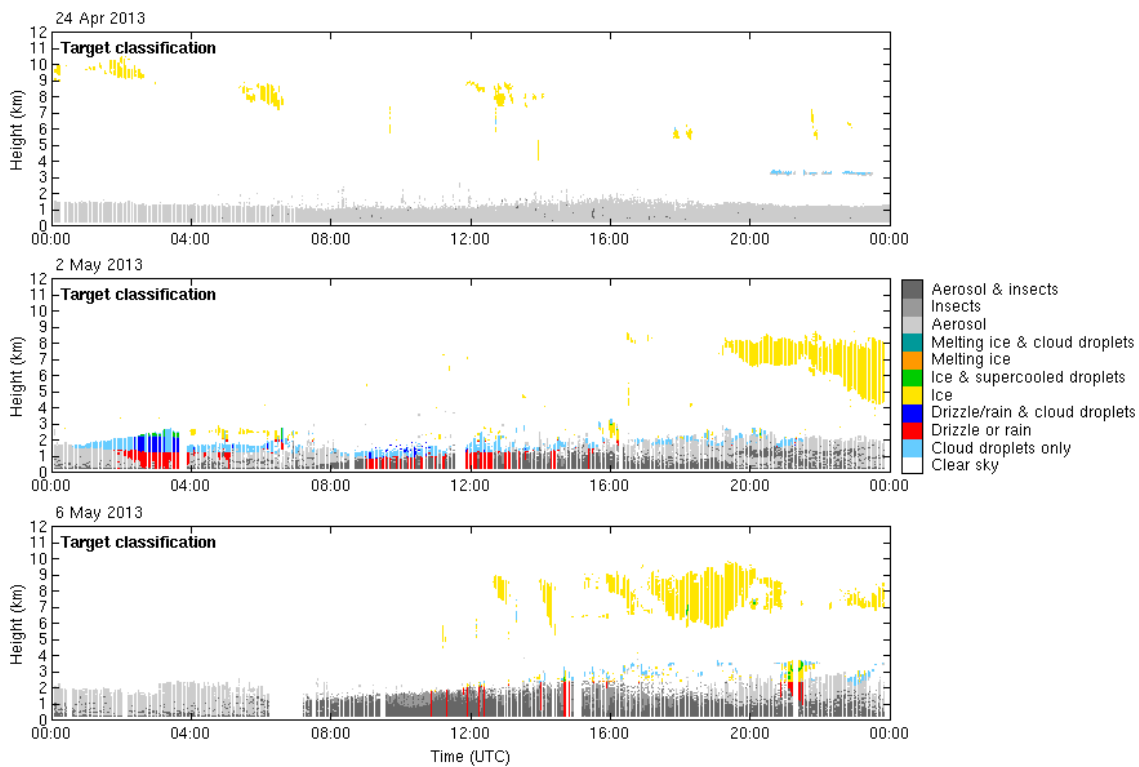 24 Apr 2013
Target classification
12
11
10
9
8
7
6
5
4
3
2
1
0
Height (km)
00:00 04:00 08:00 12:00 16:00 20:00 00:00
2 May 2013
Target classification
12
11
10
9
8
7
6
5
4
3
2
1
0
Height (km)
00:00 04:00 08:00 12:00 16:00 20:00 00:00
Aerosol & insects
Insects
Aerosol
Melting ice & cloud droplets
Melting ice
Ice & supercooled droplets
Ice
Drizzle/rain & cloud droplets
Drizzle or rain
Cloud droplets only
Clear sky
6 May 2013
Target classification
12
11
10
9
8
7
6
5
4
3
2
1
0
Height (km)
00:00 04:00 08:00 12:00 16:00 20:00 00:00
Time (UTC)